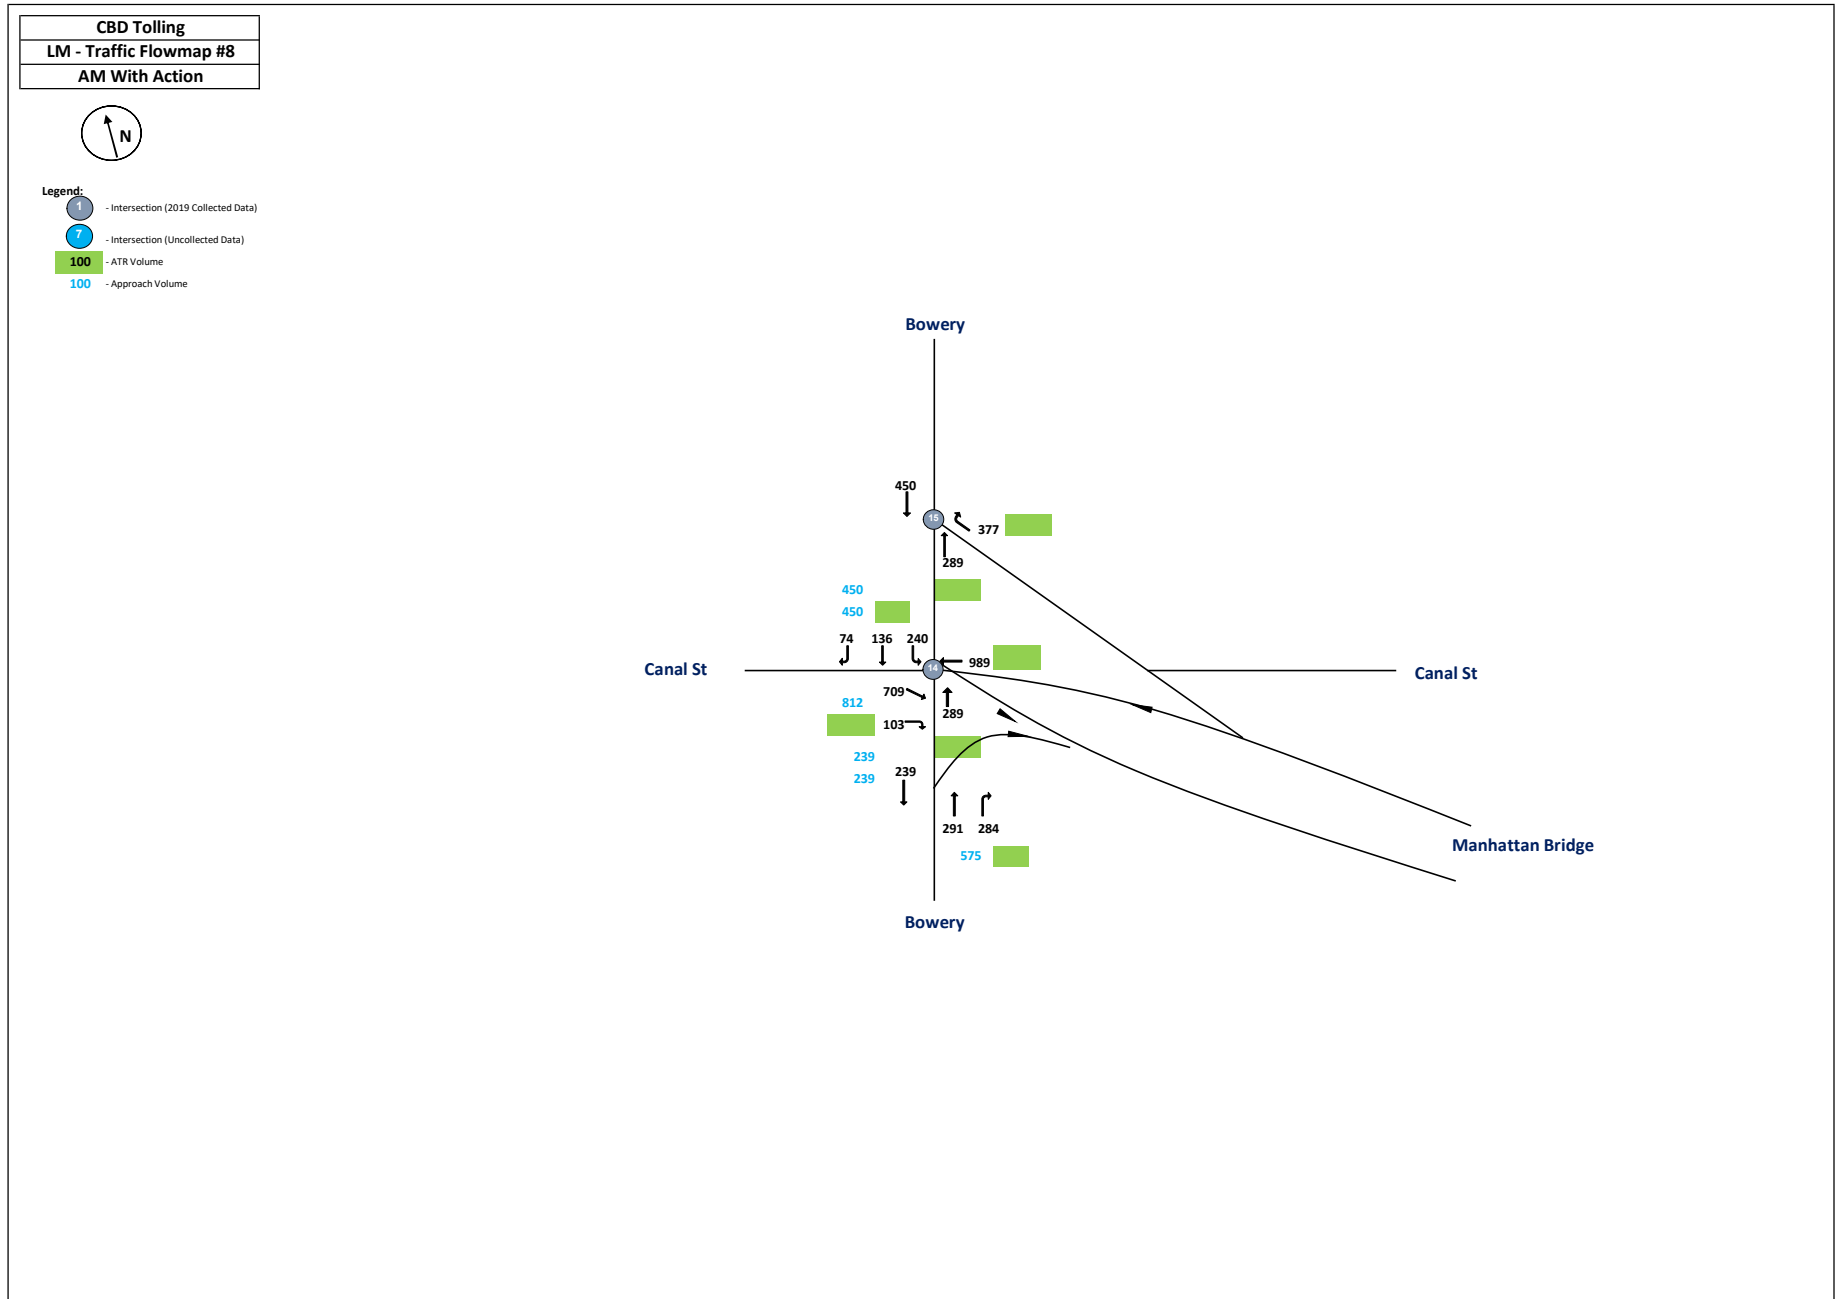 CBD Tolling
LM - Traffic Flowmap #8
AM With Action
N
Legend:
1 - Intersection (2019 Collected Data)
7 - Intersection (Uncollected Data)
100 - ATR Volume
100 - Approach Volume
Bowery
450
15
377
289
450
450
74 136 240
989
Canal St
14
Canal St
709
812
289
103
239
239
239
291 284
Manhattan Bridge
575
Bowery